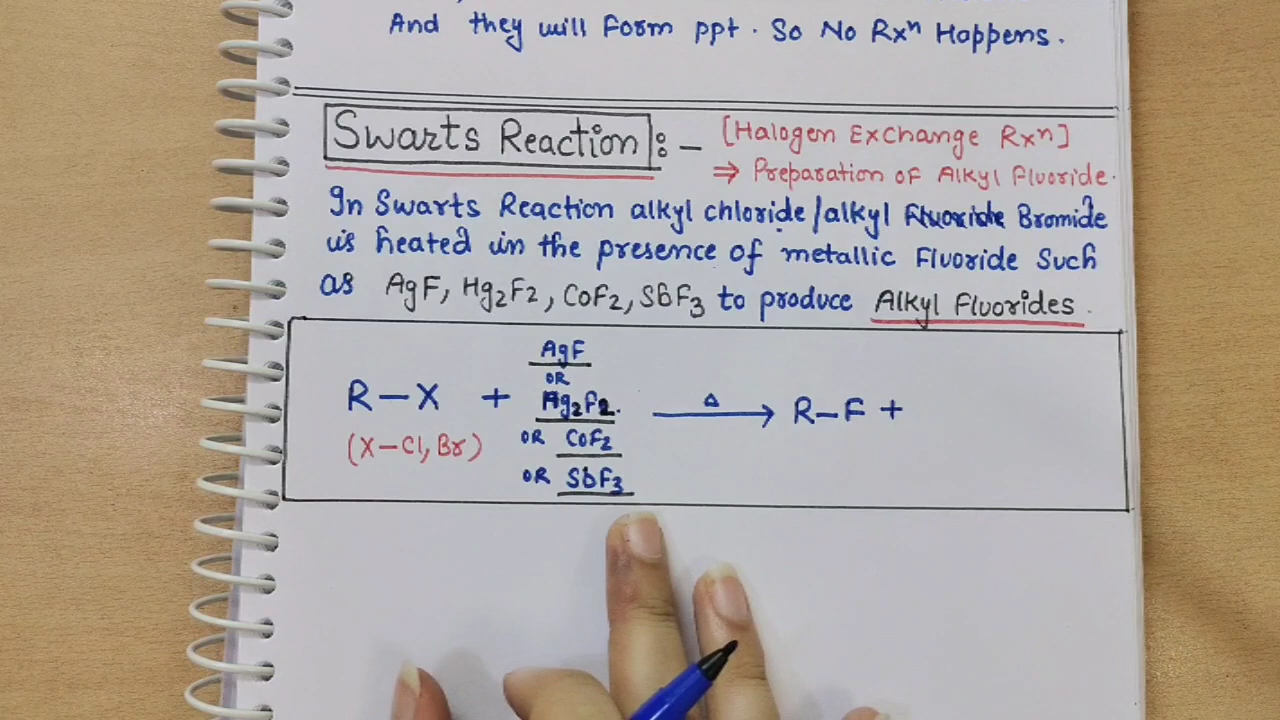 And they will Form ppt. So No Rxⁿ Happens.
Swarts Reaction :- [Halogen Exchange Rxⁿ]
⇒ Preparation of Alkyl Fluoride.
In Swarts Reaction alkyl chloride/alkyl Bromide
is heated in the presence of metallic Fluoride Such
as AgF, Hg₂F₂, CoF₂, SbF₃ to produce Alkyl Fluorides.
AgF
OR
R-X + Hg₂F₂. →Δ R-F +
(X-Cl, Br) OR CoF₂
OR SbF₃